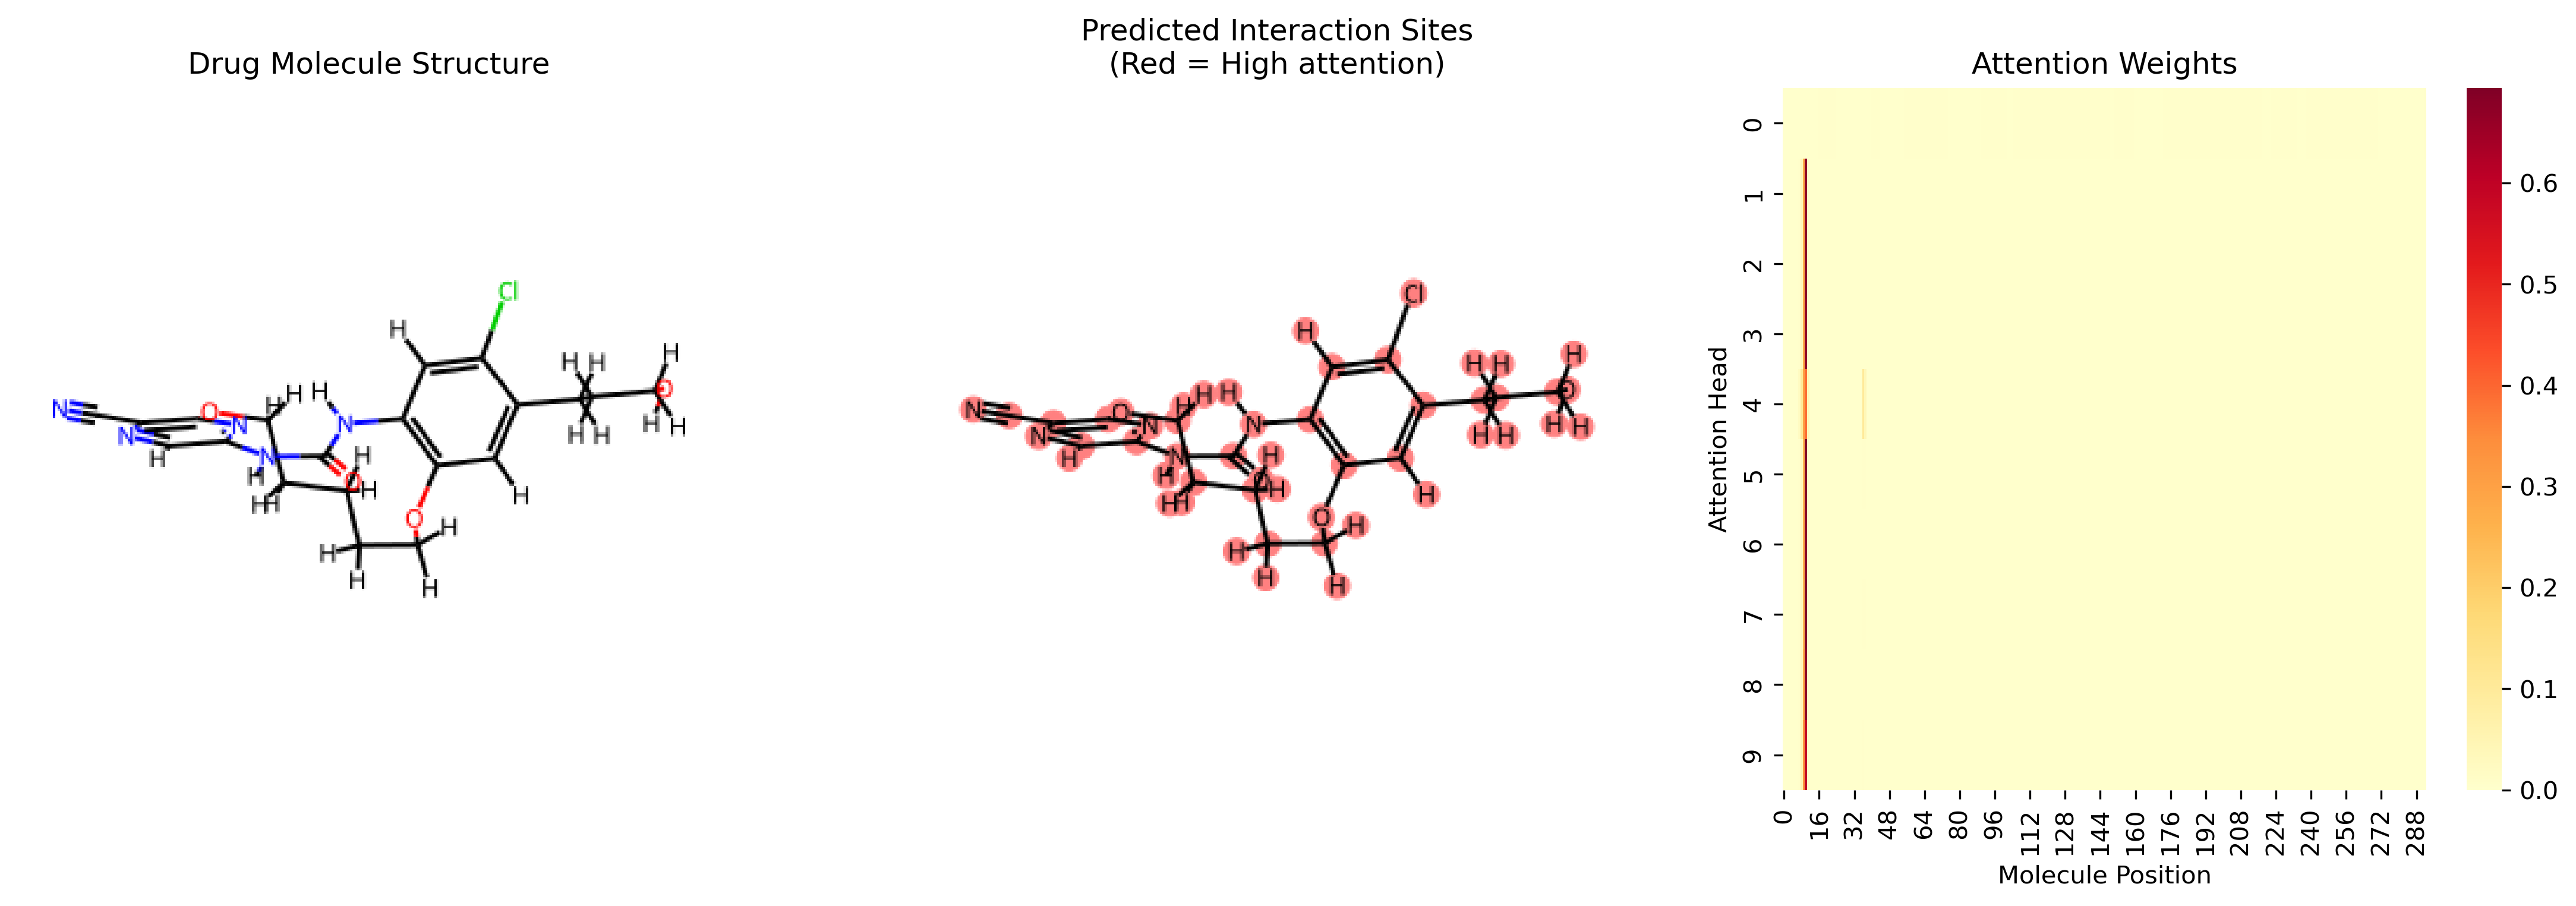 Drug Molecule Structure
Cl
H
H H
H
O
H H
H H
H
H
H
N
O
N
N
N
H
N
H
H
O
H
HH
H
O
H
H
H
H
Predicted Interaction Sites
(Red = High attention)
Cl
H
H H
H
O
H H
H H
H
H
H
N
O
N
N
N
H
N
H
H
H
HH
H
O
H
H
H
H
Attention Weights
Attention Head
0
1
2
3
4
5
6
7
8
9
0 16 32 48 64 80 96 112 128 144 160 176 192 208 224 240 256 272 288
Molecule Position
0.6
0.5
0.4
0.3
0.2
0.1
0.0